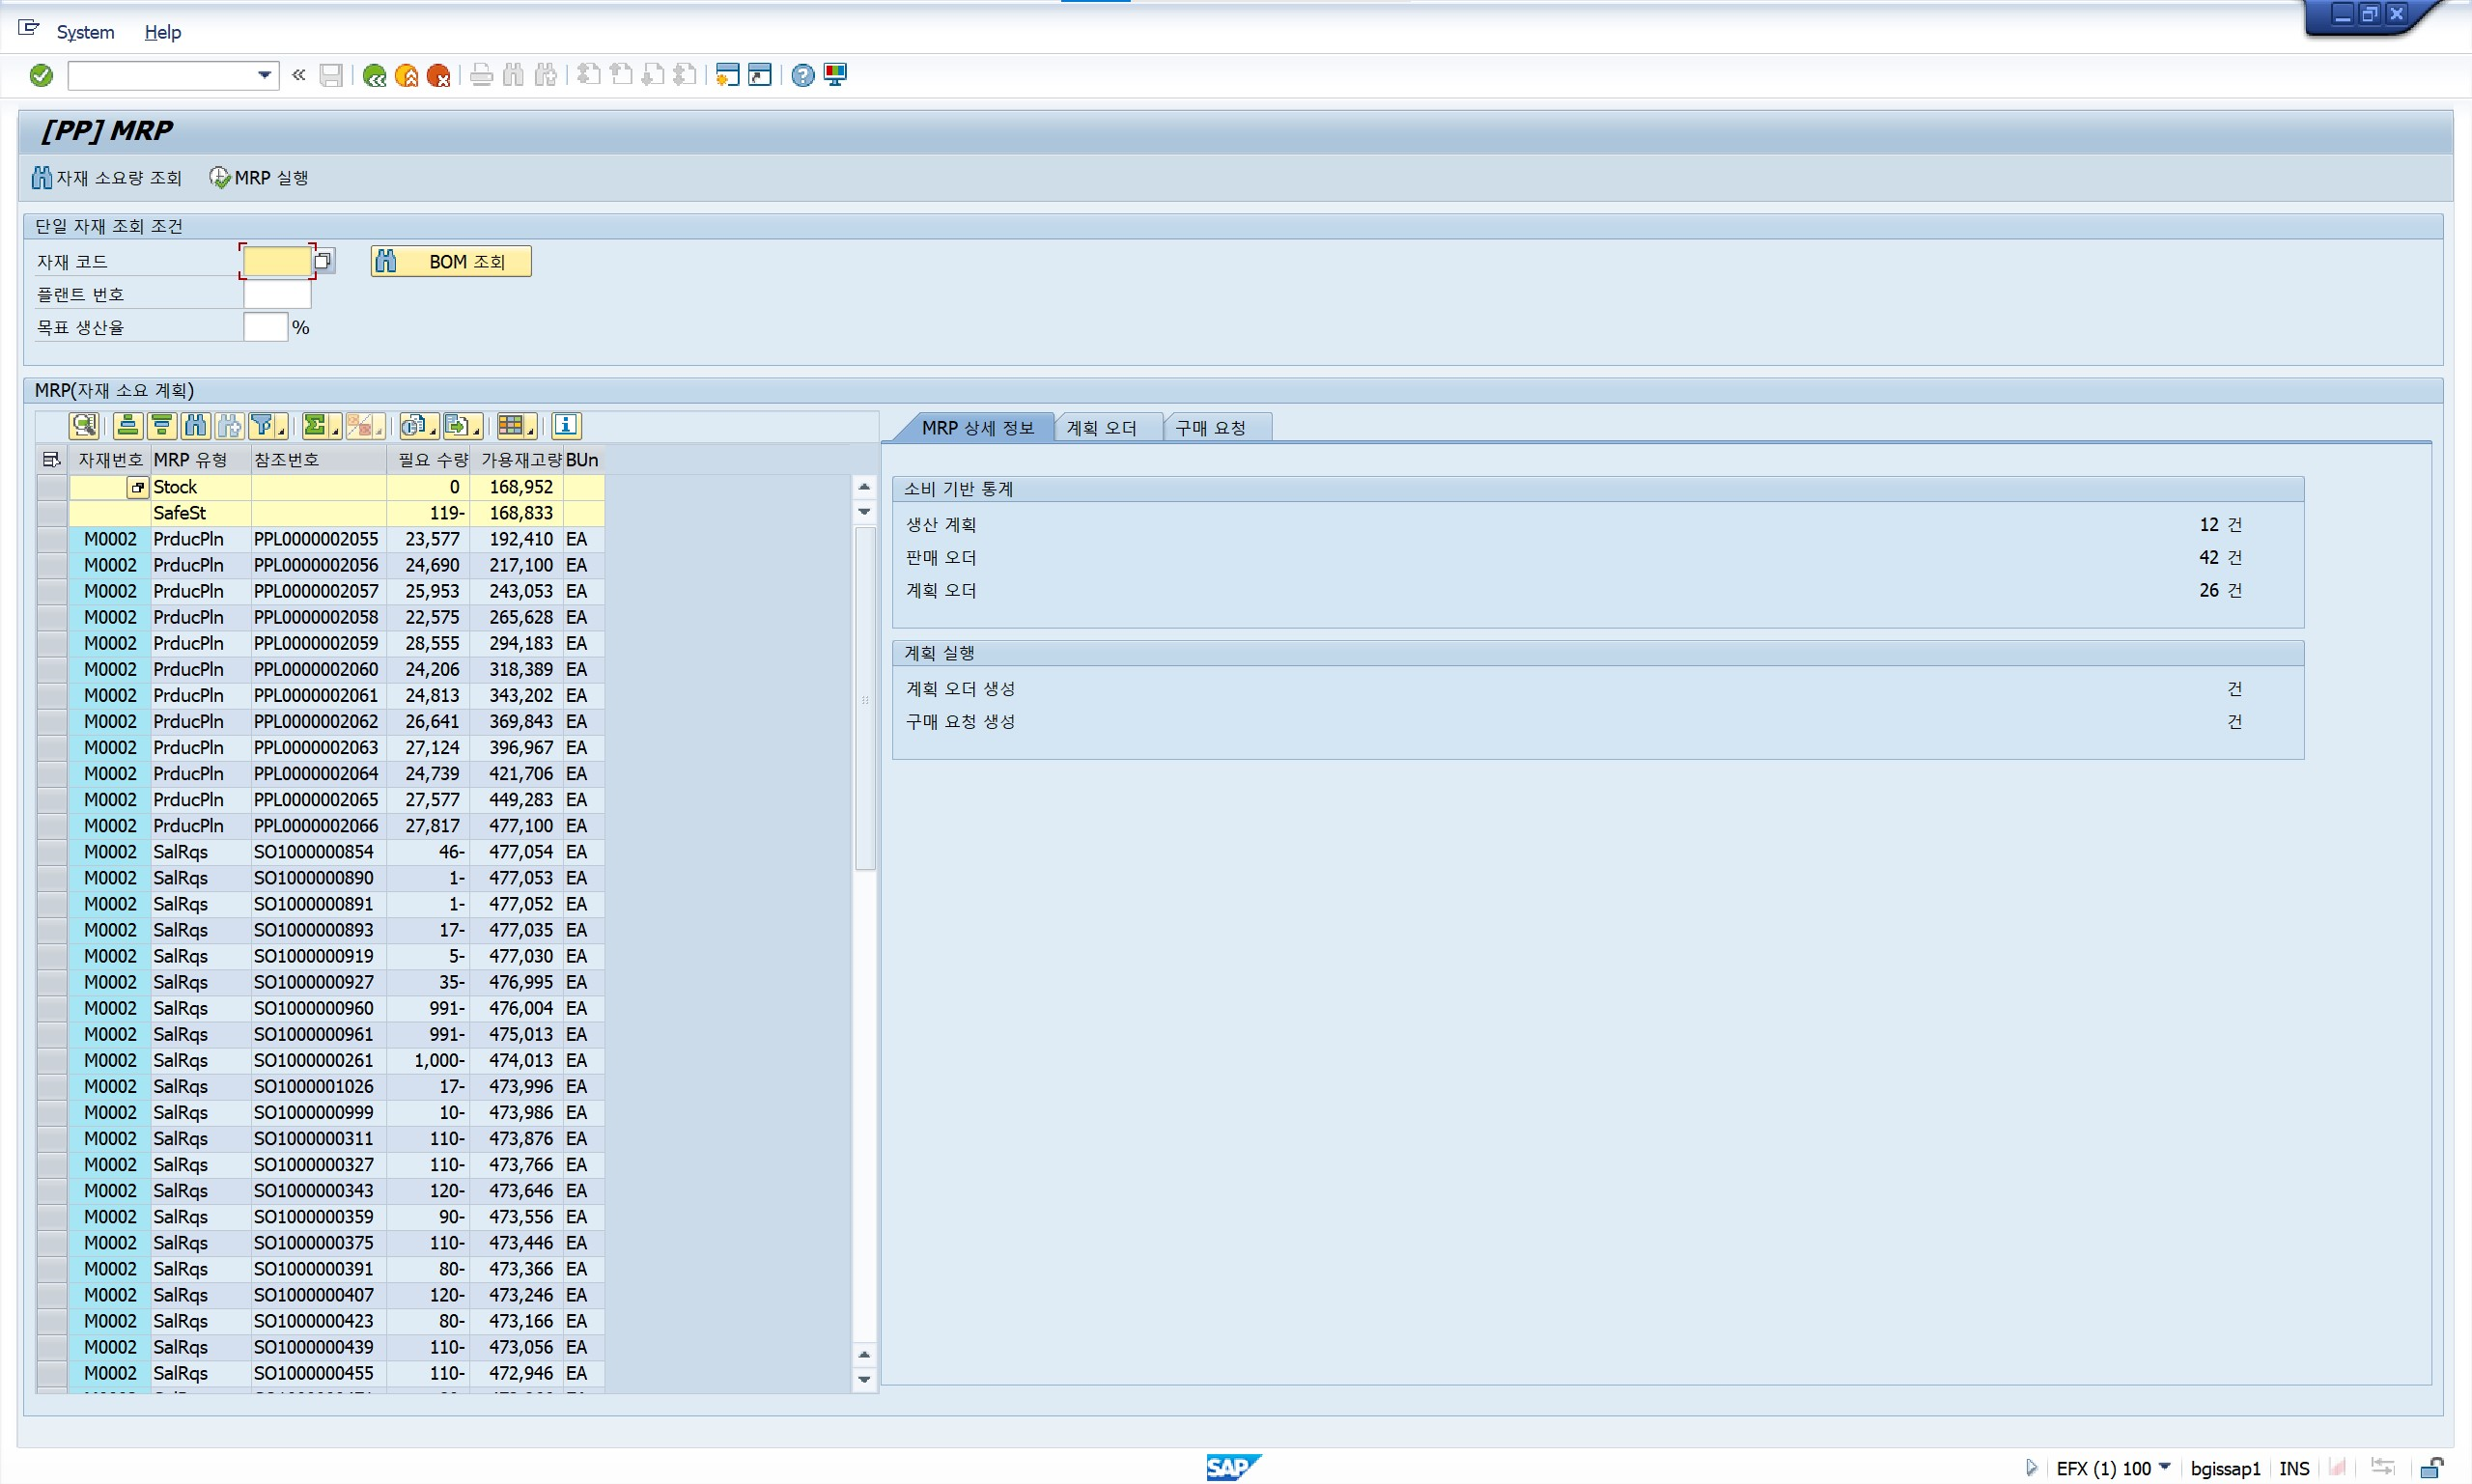 System Help
[PP] MRP
자재 소요량 조회 MRP 실행
단일 자재 조회 조건
자재 코드 BOM 조회
플랜트 번호
목표 생산율 %
MRP(자재 소요 계획)
자재번호 MRP 유형 참조번호 필요 수량 가용재고량 BUn
Stock 0 168,952
SafeSt 119- 168,833
M0002 PrducPln PPL0000002055 23,577 192,410 EA
M0002 PrducPln PPL0000002056 24,690 217,100 EA
M0002 PrducPln PPL0000002057 25,953 243,053 EA
M0002 PrducPln PPL0000002058 22,575 265,628 EA
M0002 PrducPln PPL0000002059 28,555 294,183 EA
M0002 PrducPln PPL0000002060 24,206 318,389 EA
M0002 PrducPln PPL0000002061 24,813 343,202 EA
M0002 PrducPln PPL0000002062 26,641 369,843 EA
M0002 PrducPln PPL0000002063 27,124 396,967 EA
M0002 PrducPln PPL0000002064 24,739 421,706 EA
M0002 PrducPln PPL0000002065 27,577 449,283 EA
M0002 PrducPln PPL0000002066 27,817 477,100 EA
M0002 SalRqs SO1000000854 46- 477,054 EA
M0002 SalRqs SO1000000890 1- 477,053 EA
M0002 SalRqs SO1000000891 1- 477,052 EA
M0002 SalRqs SO1000000893 17- 477,035 EA
M0002 SalRqs SO1000000919 5- 477,030 EA
M0002 SalRqs SO1000000927 35- 476,995 EA
M0002 SalRqs SO1000000960 991- 476,004 EA
M0002 SalRqs SO1000000961 991- 475,013 EA
M0002 SalRqs SO1000000261 1,000- 474,013 EA
M0002 SalRqs SO1000001026 17- 473,996 EA
M0002 SalRqs SO1000000999 10- 473,986 EA
M0002 SalRqs SO1000000311 110- 473,876 EA
M0002 SalRqs SO1000000327 110- 473,766 EA
M0002 SalRqs SO1000000343 120- 473,646 EA
M0002 SalRqs SO1000000359 90- 473,556 EA
M0002 SalRqs SO1000000375 110- 473,446 EA
M0002 SalRqs SO1000000391 80- 473,366 EA
M0002 SalRqs SO1000000407 120- 473,246 EA
M0002 SalRqs SO1000000423 80- 473,166 EA
M0002 SalRqs SO1000000439 110- 473,056 EA
M0002 SalRqs SO1000000455 110- 472,946 EA
MRP 상세 정보 계획 오더 구매 요청
소비 기반 통계
생산 계획 12 건
판매 오더 42 건
계획 오더 26 건
계획 실행
계획 오더 생성 건
구매 요청 생성 건
SAP
EFX (1) 100 bgissap1 INS